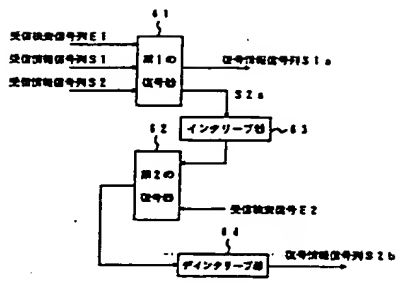 61
受信検査信号列E1
受信情報信号列S1
受信情報信号列S2
第1の
復号器
復号情報信号列S1a
S2a
インタリーブ器
63
62
第2の
復号器
受信検査信号E2
64
デインタリーブ器
復号情報信号列S2b